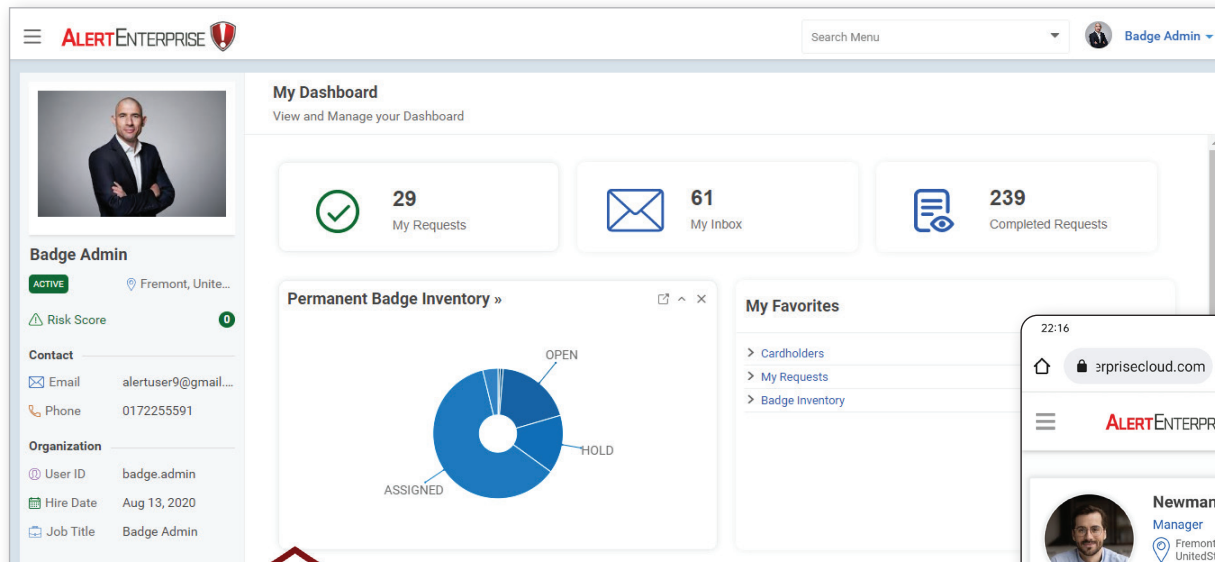 ALERTENTERPRISE
Search Menu
Badge Admin
Badge Admin
ACTIVE
Fremont, Unite...
Risk Score
0
Contact
Email alertuser9@gmail....
Phone 0172255591
Organization
User ID badge.admin
Hire Date Aug 13, 2020
Job Title Badge Admin
My Dashboard
View and Manage your Dashboard
29
My Requests
61
My Inbox
239
Completed Requests
Permanent Badge Inventory »
OPEN
HOLD
ASSIGNED
My Favorites
Cardholders
My Requests
Badge Inventory
22:16
erprisecloud.com
ALERTENTERPR
Newman
Manager
Fremont
UnitedSt